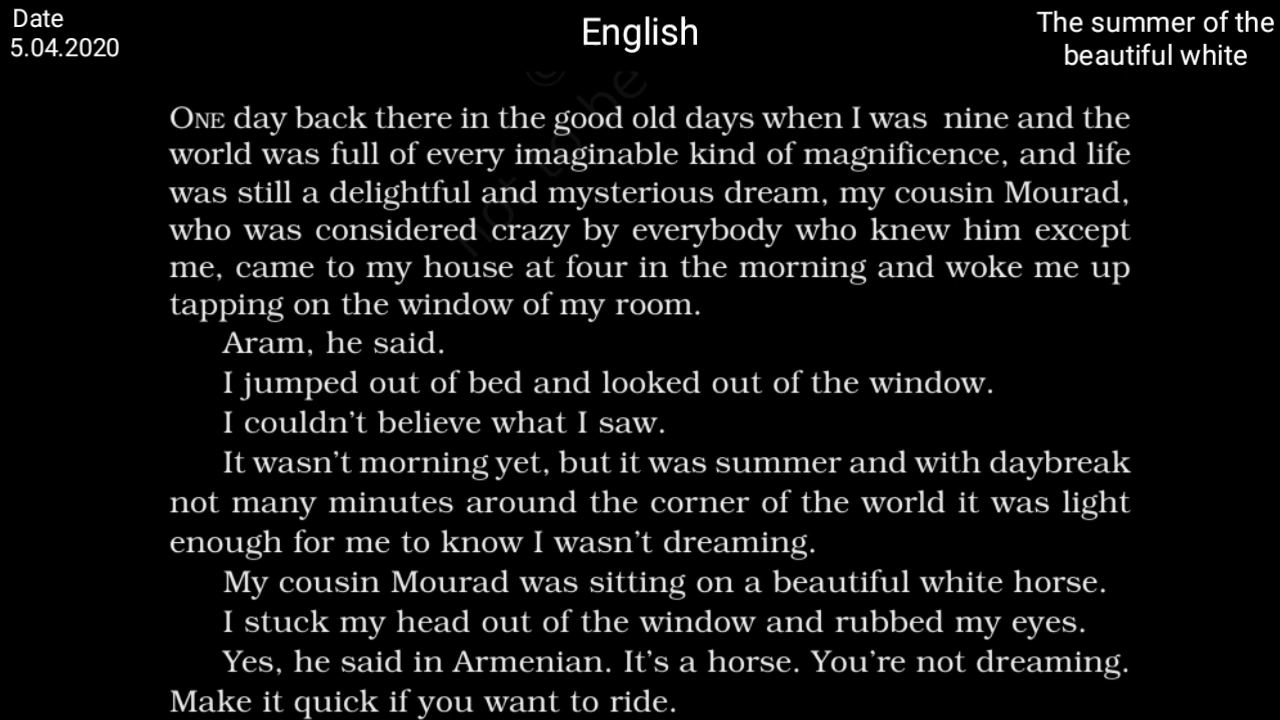 Date
5.04.2020
English
The summer of the
beautiful white
ONE day back there in the good old days when I was nine and the
world was full of every imaginable kind of magnificence, and life
was still a delightful and mysterious dream, my cousin Mourad,
who was considered crazy by everybody who knew him except
me, came to my house at four in the morning and woke me up
tapping on the window of my room.
Aram, he said.
I jumped out of bed and looked out of the window.
I couldn't believe what I saw.
It wasn't morning yet, but it was summer and with daybreak
not many minutes around the corner of the world it was light
enough for me to know I wasn't dreaming.
My cousin Mourad was sitting on a beautiful white horse.
I stuck my head out of the window and rubbed my eyes.
Yes, he said in Armenian. It's a horse. You're not dreaming.
Make it quick if you want to ride.
©
not to be